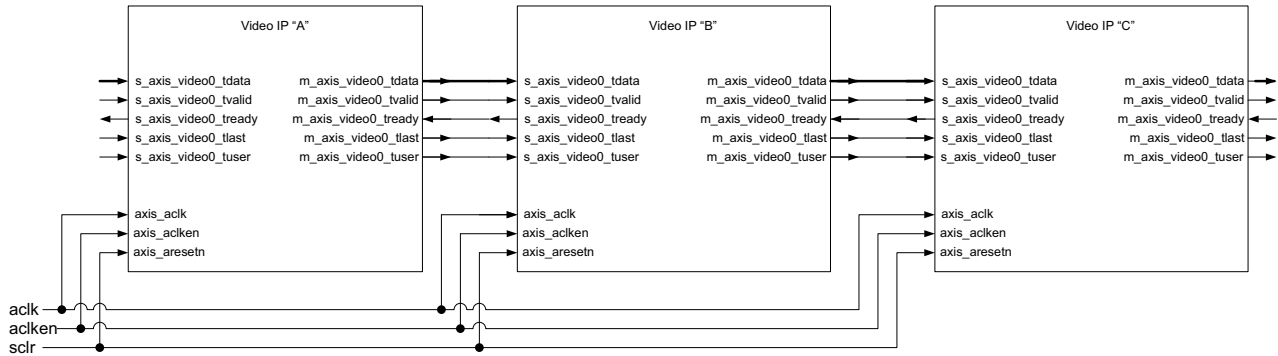 Video IP “A”
s_axis_video0_tdata
s_axis_video0_tvalid
s_axis_video0_tready
s_axis_video0_tlast
s_axis_video0_tuser
m_axis_video0_tdata
m_axis_video0_tvalid
m_axis_video0_tready
m_axis_video0_tlast
m_axis_video0_tuser
axis_aclk
axis_aclken
axis_aresetn
Video IP “B”
s_axis_video0_tdata
s_axis_video0_tvalid
s_axis_video0_tready
s_axis_video0_tlast
s_axis_video0_tuser
m_axis_video0_tdata
m_axis_video0_tvalid
m_axis_video0_tready
m_axis_video0_tlast
m_axis_video0_tuser
axis_aclk
axis_aclken
axis_aresetn
Video IP “C”
s_axis_video0_tdata
s_axis_video0_tvalid
s_axis_video0_tready
s_axis_video0_tlast
s_axis_video0_tuser
m_axis_video0_tdata
m_axis_video0_tvalid
m_axis_video0_tready
m_axis_video0_tlast
m_axis_video0_tuser
axis_aclk
axis_aclken
axis_aresetn
aclk
aclken
sclr